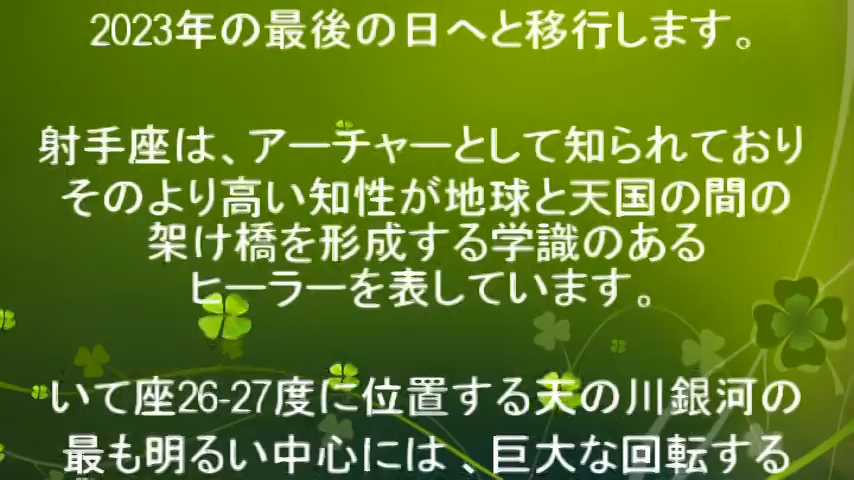 2023年の最後の日へと移行します。
射手座は、アーチャーとして知られており
そのより高い知性が地球と天国の間の
架け橋を形成する学識のある
ヒーラーを表しています。
いて座26-27度に位置する天の川銀河の
最も明るい中心には、巨大な回転する